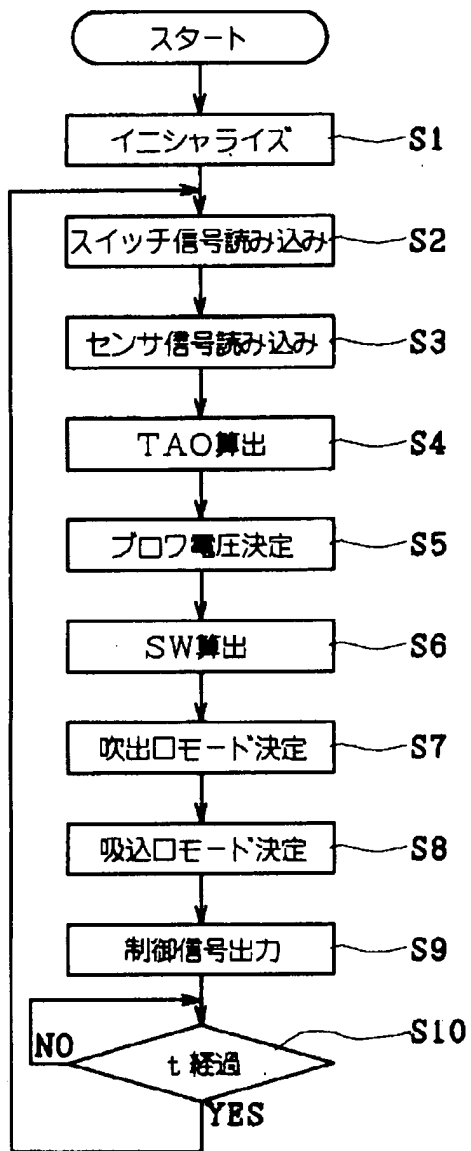 スタート
イニシャライズ S1
スイッチ信号読み込み S2
センサ信号読み込み S3
TAO算出 S4
ブロワ電圧決定 S5
SW算出 S6
吹出口モード決定 S7
吸込口モード決定 S8
制御信号出力 S9
t経過 S10
NO
YES